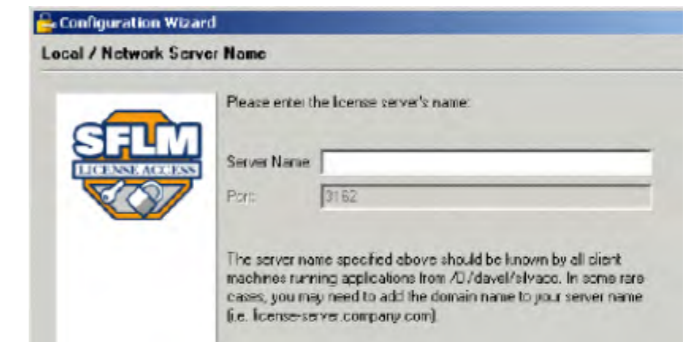 Configuration Wizard
Local / Network Server Name
Please enter the license server's name:
SFLM
LICENSE ACCESS
Server Name
Port: 3162
The server name specified above should be known by all client
machines running applications from /D:/davel/silvaco. In some rare
cases, you may need to add the domain name to your server name
(i.e. license-server.company.com).